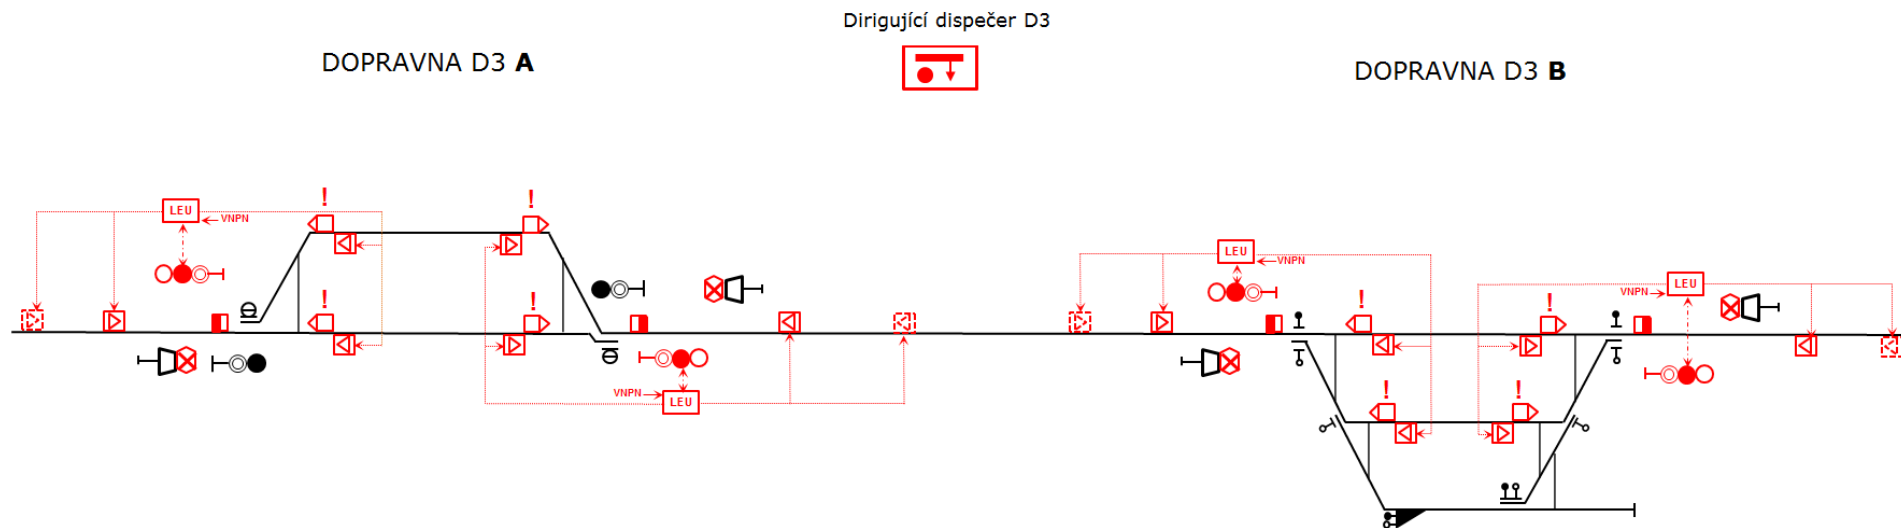 Dirigující dispečer D3
DOPRAVNA D3 A
DOPRAVNA D3 B
! !
LEU
VNPN
LEU
VNPN
LEU
VNPN
! !
! !
! !
VNPN
LEU